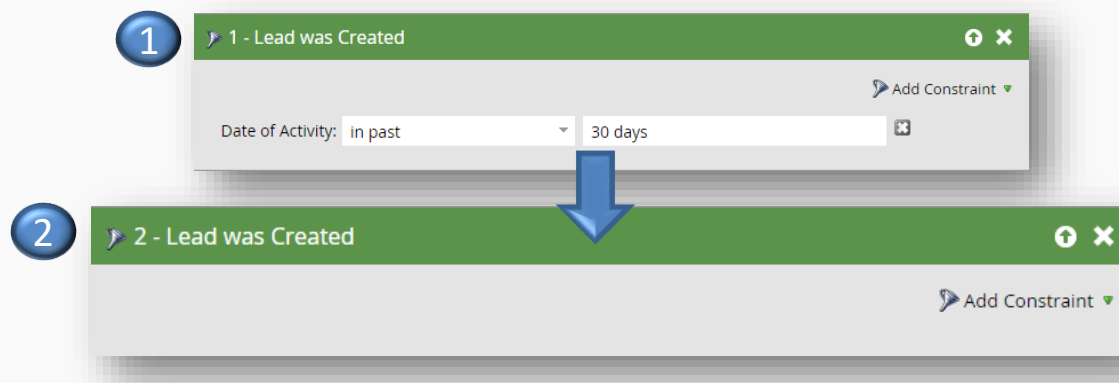 1
1 - Lead was Created
Add Constraint
Date of Activity: in past 30 days
2
2 - Lead was Created
Add Constraint